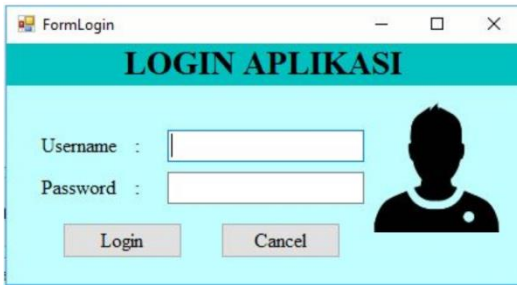 FormLogin
LOGIN APLIKASI
Username :
Password :
Login Cancel